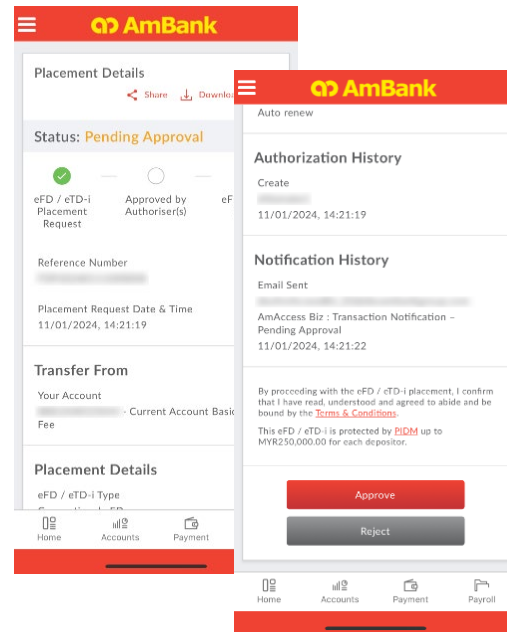 AmBank
Placement Details
Share
Status: Pending Approval
eFD / eTD-i
Placement
Request
Approved by
Authoriser(s)
Reference Number
Placement Request Date & Time
11/01/2024, 14:21:19
Transfer From
Your Account
- Current Account Basic
Fee
Placement Details
eFD / eTD-i Type
Home
Accounts
Payment
AmBank
Auto renew
Authorization History
Create
11/01/2024, 14:21:19
Notification History
Email Sent
AmAccess Biz : Transaction Notification –
Pending Approval
11/01/2024, 14:21:22
By proceeding with the eFD / eTD-i placement, I confirm
that I have read, understood and agreed to abide and be
bound by the Terms & Conditions.
This eFD / eTD-i is protected by PIDM up to
MYR250,000.00 for each depositor.
Approve
Reject
Home
Accounts
Payment
Payroll